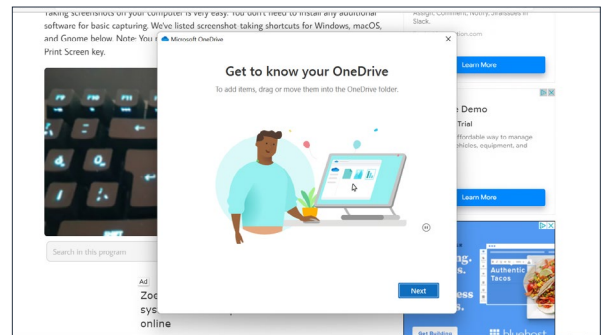 Taking screenshots on your computer is very easy. You don't need to install any additional
software for basic capturing. We've listed screenshot-taking shortcuts for Windows, macOS,
and Gnome below. Note: You
Print Screen key.
Microsoft OneDrive
Get to know your OneDrive
To add items, drag or move them into the OneDrive folder.
Next
Search in this program
Ad
Zoc
sys
online
Assign, Comment, Notify,
Slack.
Learn More
Demo
Trial
ffordable way to manage
ehicles, equipment, and
Learn More
ng.
s.
ess
s.
Authentic
Tacos
Get Building
bluehost